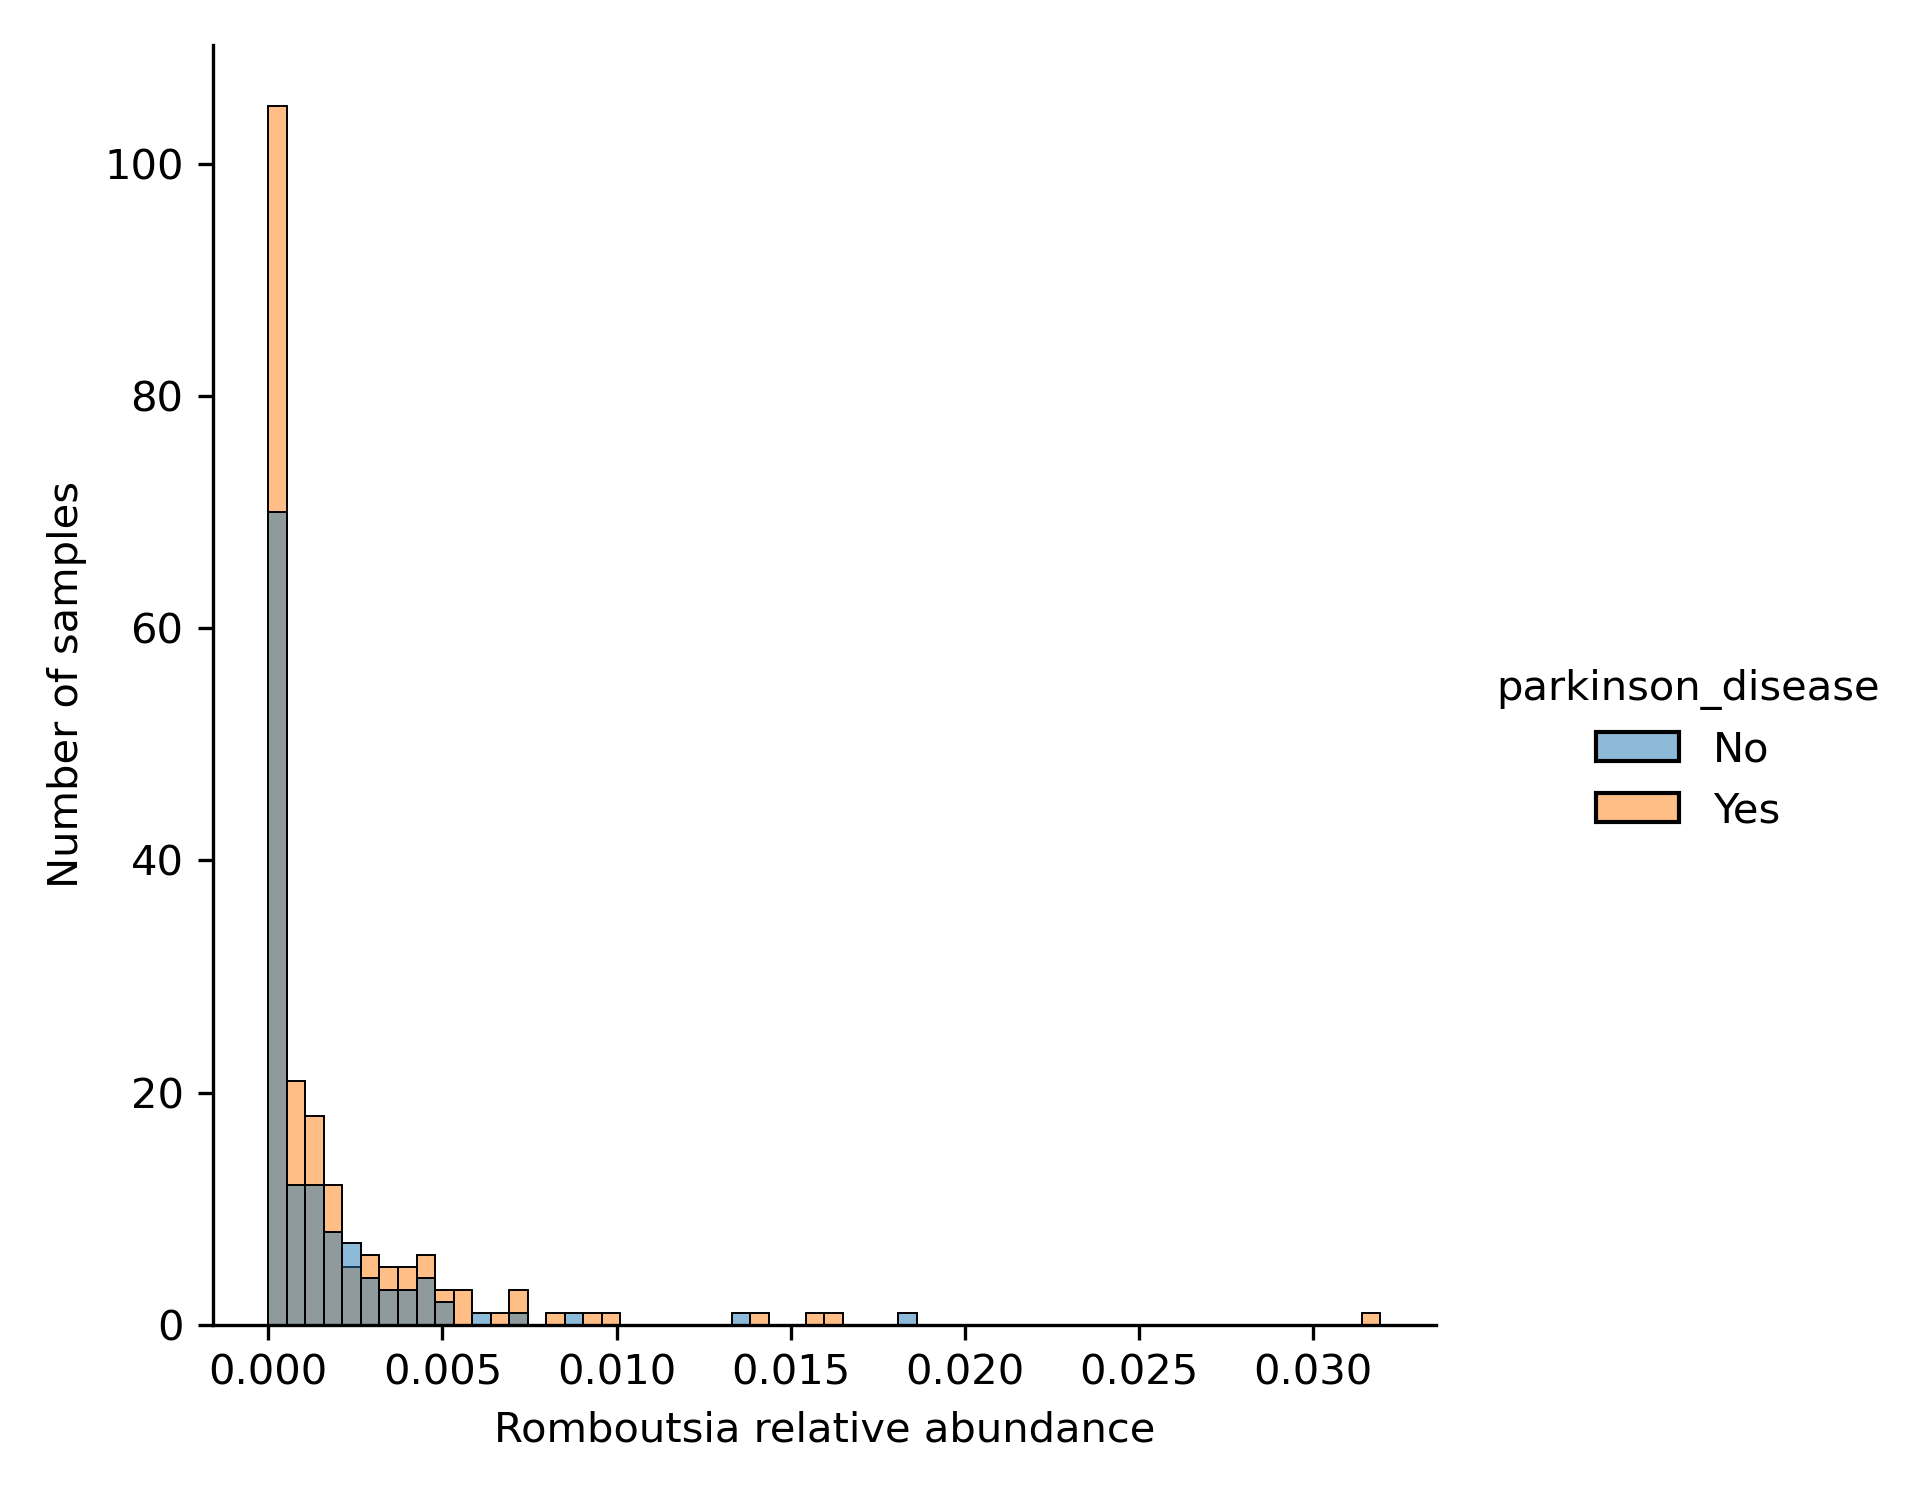 100
80
60
40
20
0
Number of samples
0.000 0.005 0.010 0.015 0.020 0.025 0.030
Romboutsia relative abundance
parkinson_disease
No
Yes